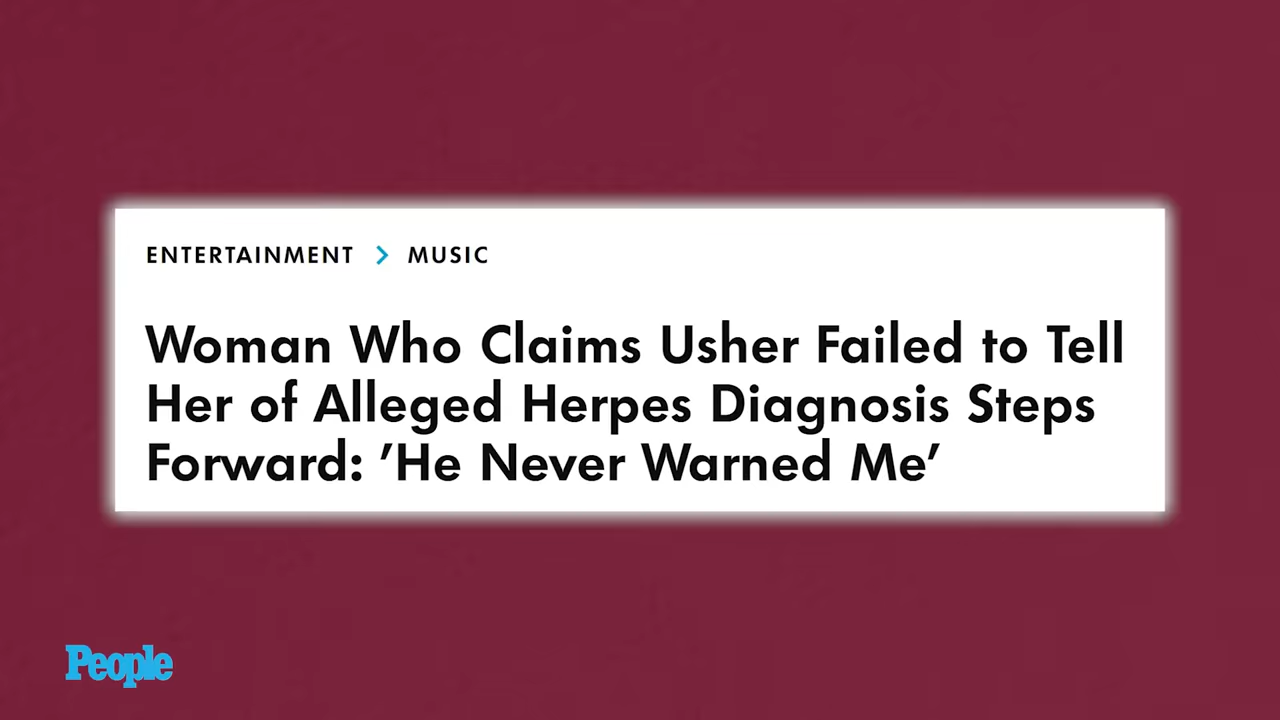 ENTERTAINMENT > MUSIC
Woman Who Claims Usher Failed to Tell
Her of Alleged Herpes Diagnosis Steps
Forward: ’He Never Warned Me’
People